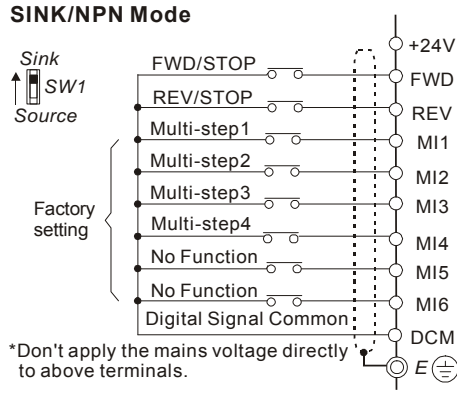 SINK/NPN Mode
+24V
Sink
SW1
Source
FWD/STOP
FWD
REV/STOP
REV
Multi-step1
MI1
Multi-step2
MI2
Multi-step3
MI3
Factory
setting
Multi-step4
MI4
No Function
MI5
No Function
MI6
Digital Signal Common
DCM
*Don't apply the mains voltage directly
to above terminals.
E